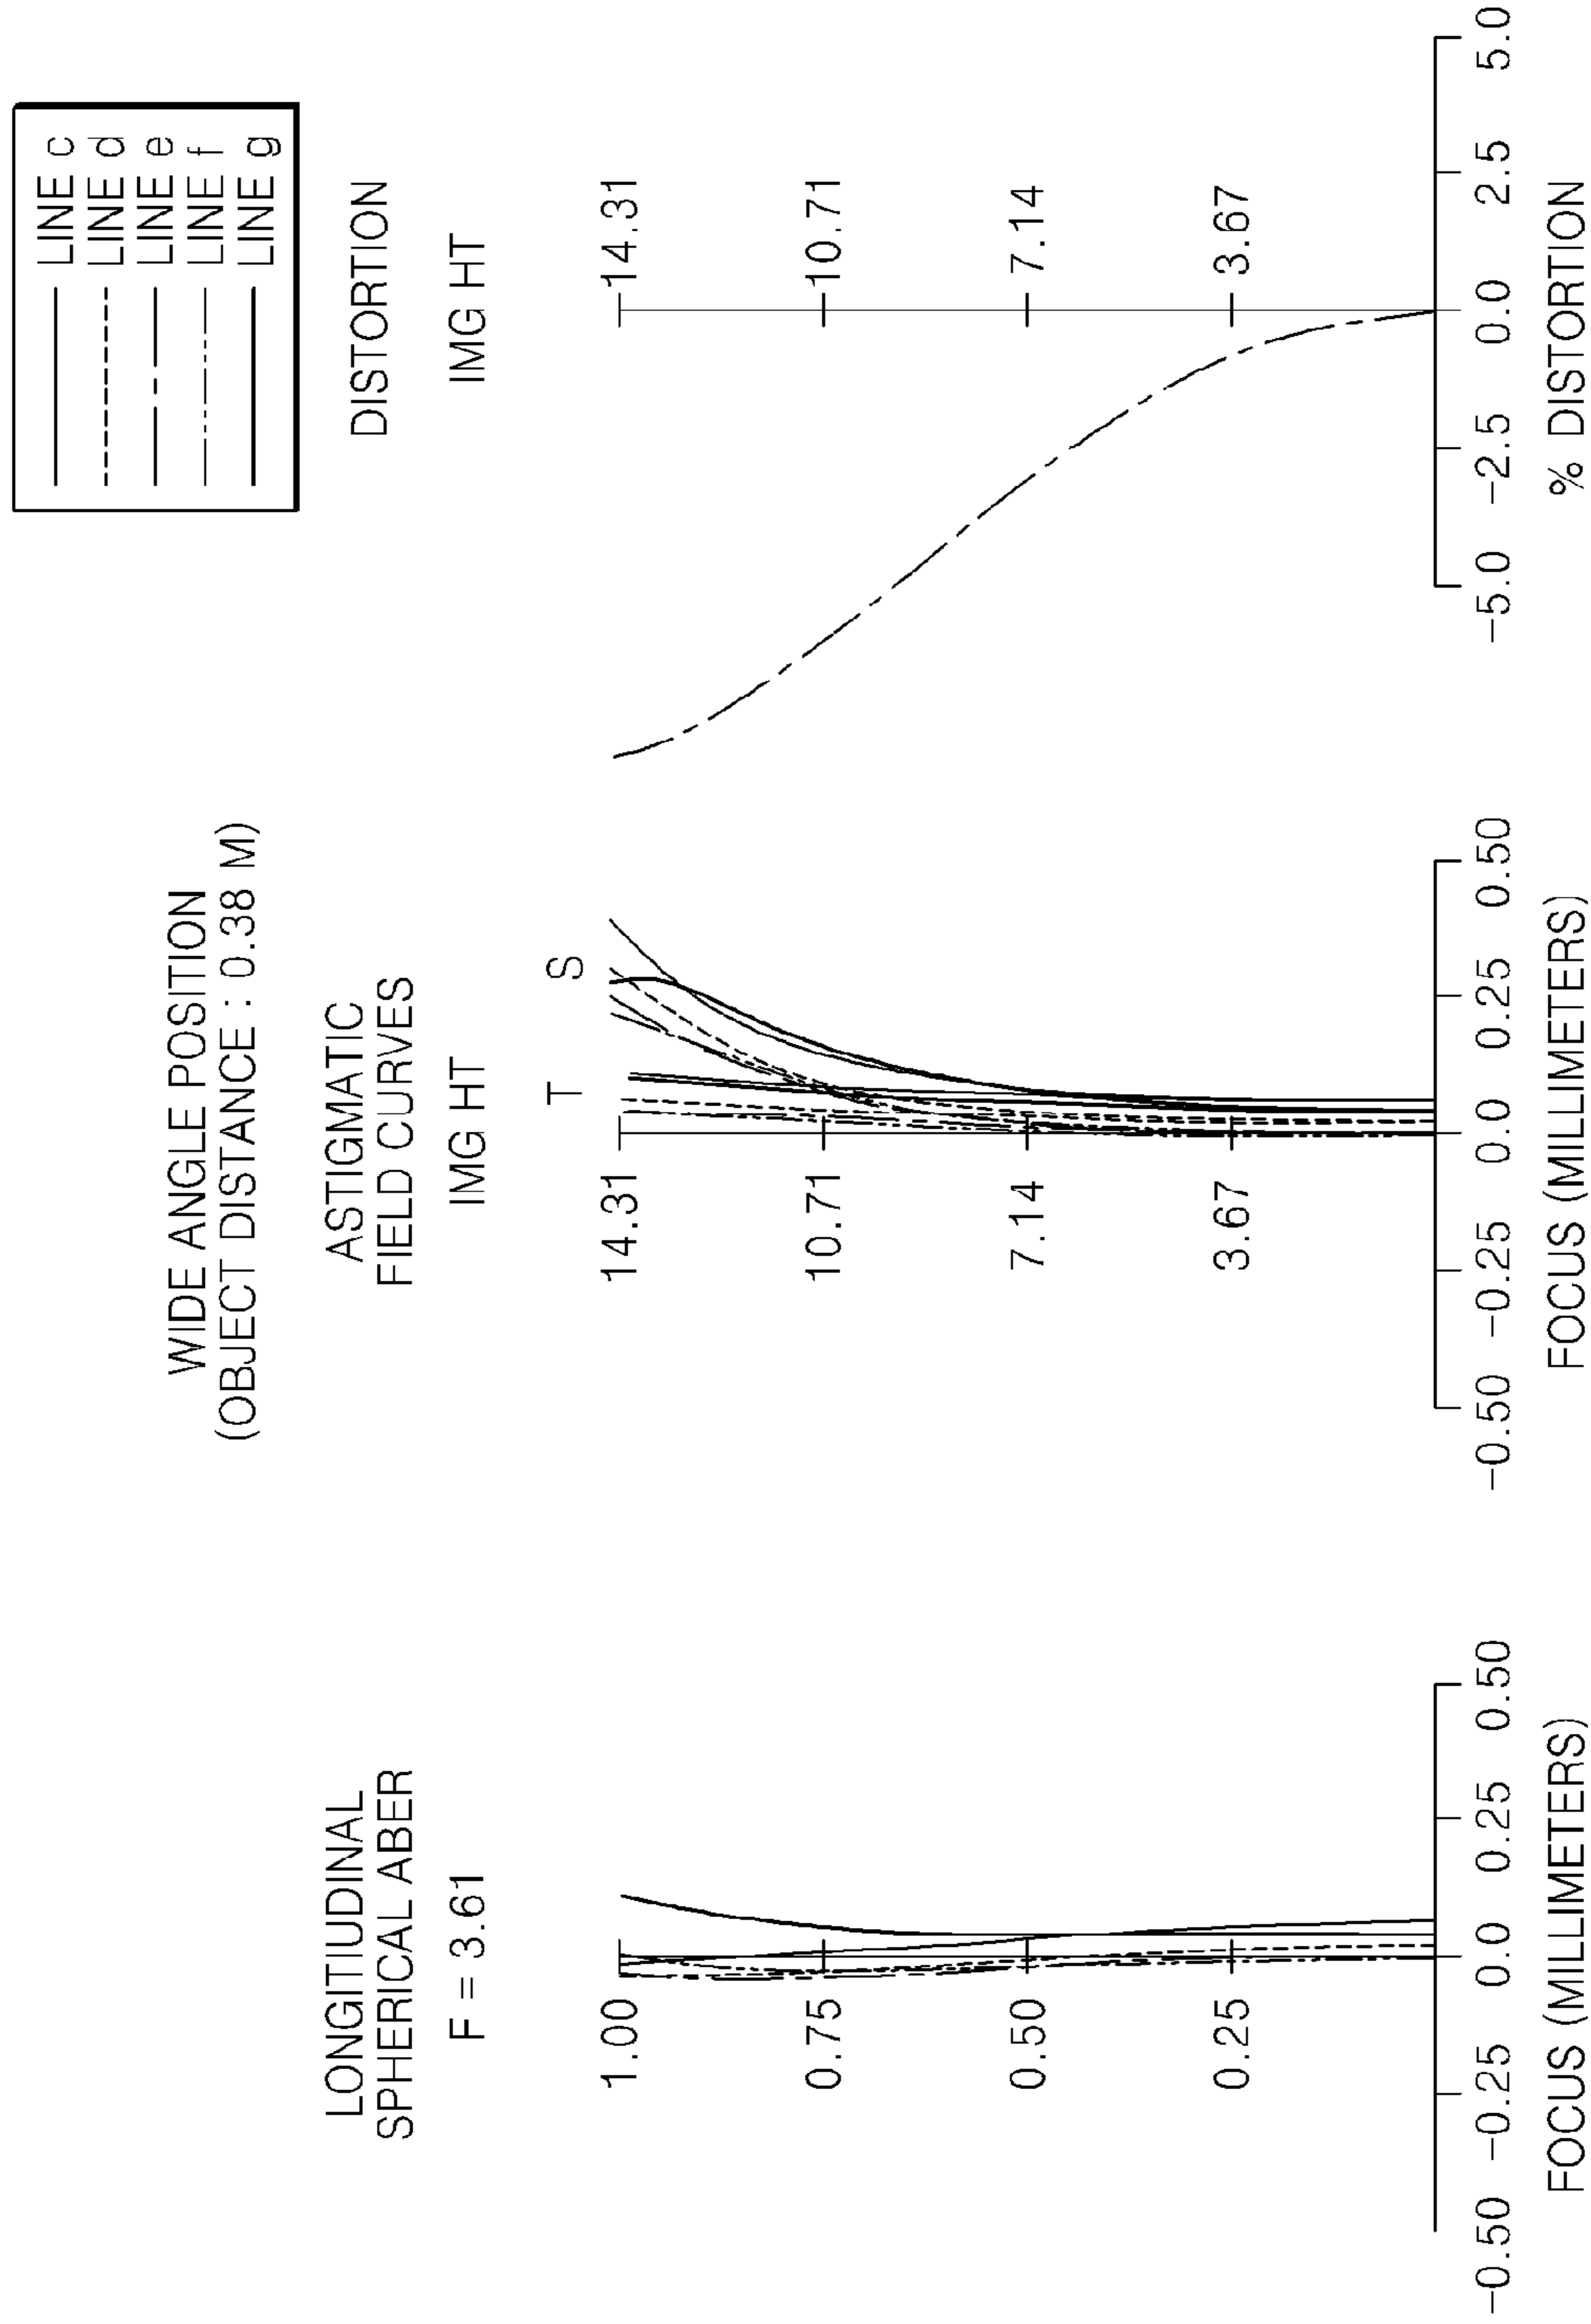 WIDE ANGLE POSITION
(OBJECT DISTANCE : 0.38 M)
LINE c
LINE d
LINE e
LINE f
LINE g
LONGITIUDINAL
SPHERICAL ABER
F = 3.61
1.00
0.75
0.50
0.25
-0.50 -0.25 0.0 0.25 0.50
FOCUS (MILLIMETERS)
ASTIGMATIC
FIELD CURVES
IMG HT
T S
14.31
10.71
7.14
3.67
-0.50 -0.25 0.0 0.25 0.50
FOCUS (MILLIMETERS)
DISTORTION
IMG HT
14.31
10.71
7.14
3.67
-5.0 -2.5 0.0 2.5 5.0
% DISTORTION